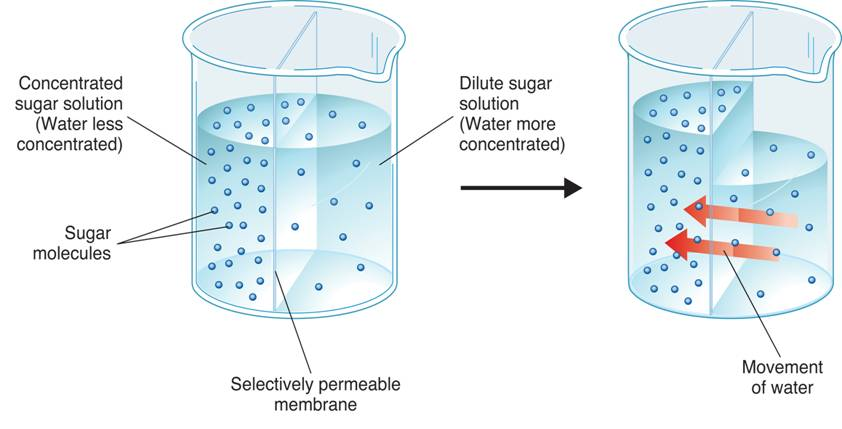 Concentrated
sugar solution
(Water less
concentrated)
Dilute sugar
solution
(Water more
concentrated)
Sugar
molecules
Selectively permeable
membrane
Movement
of water